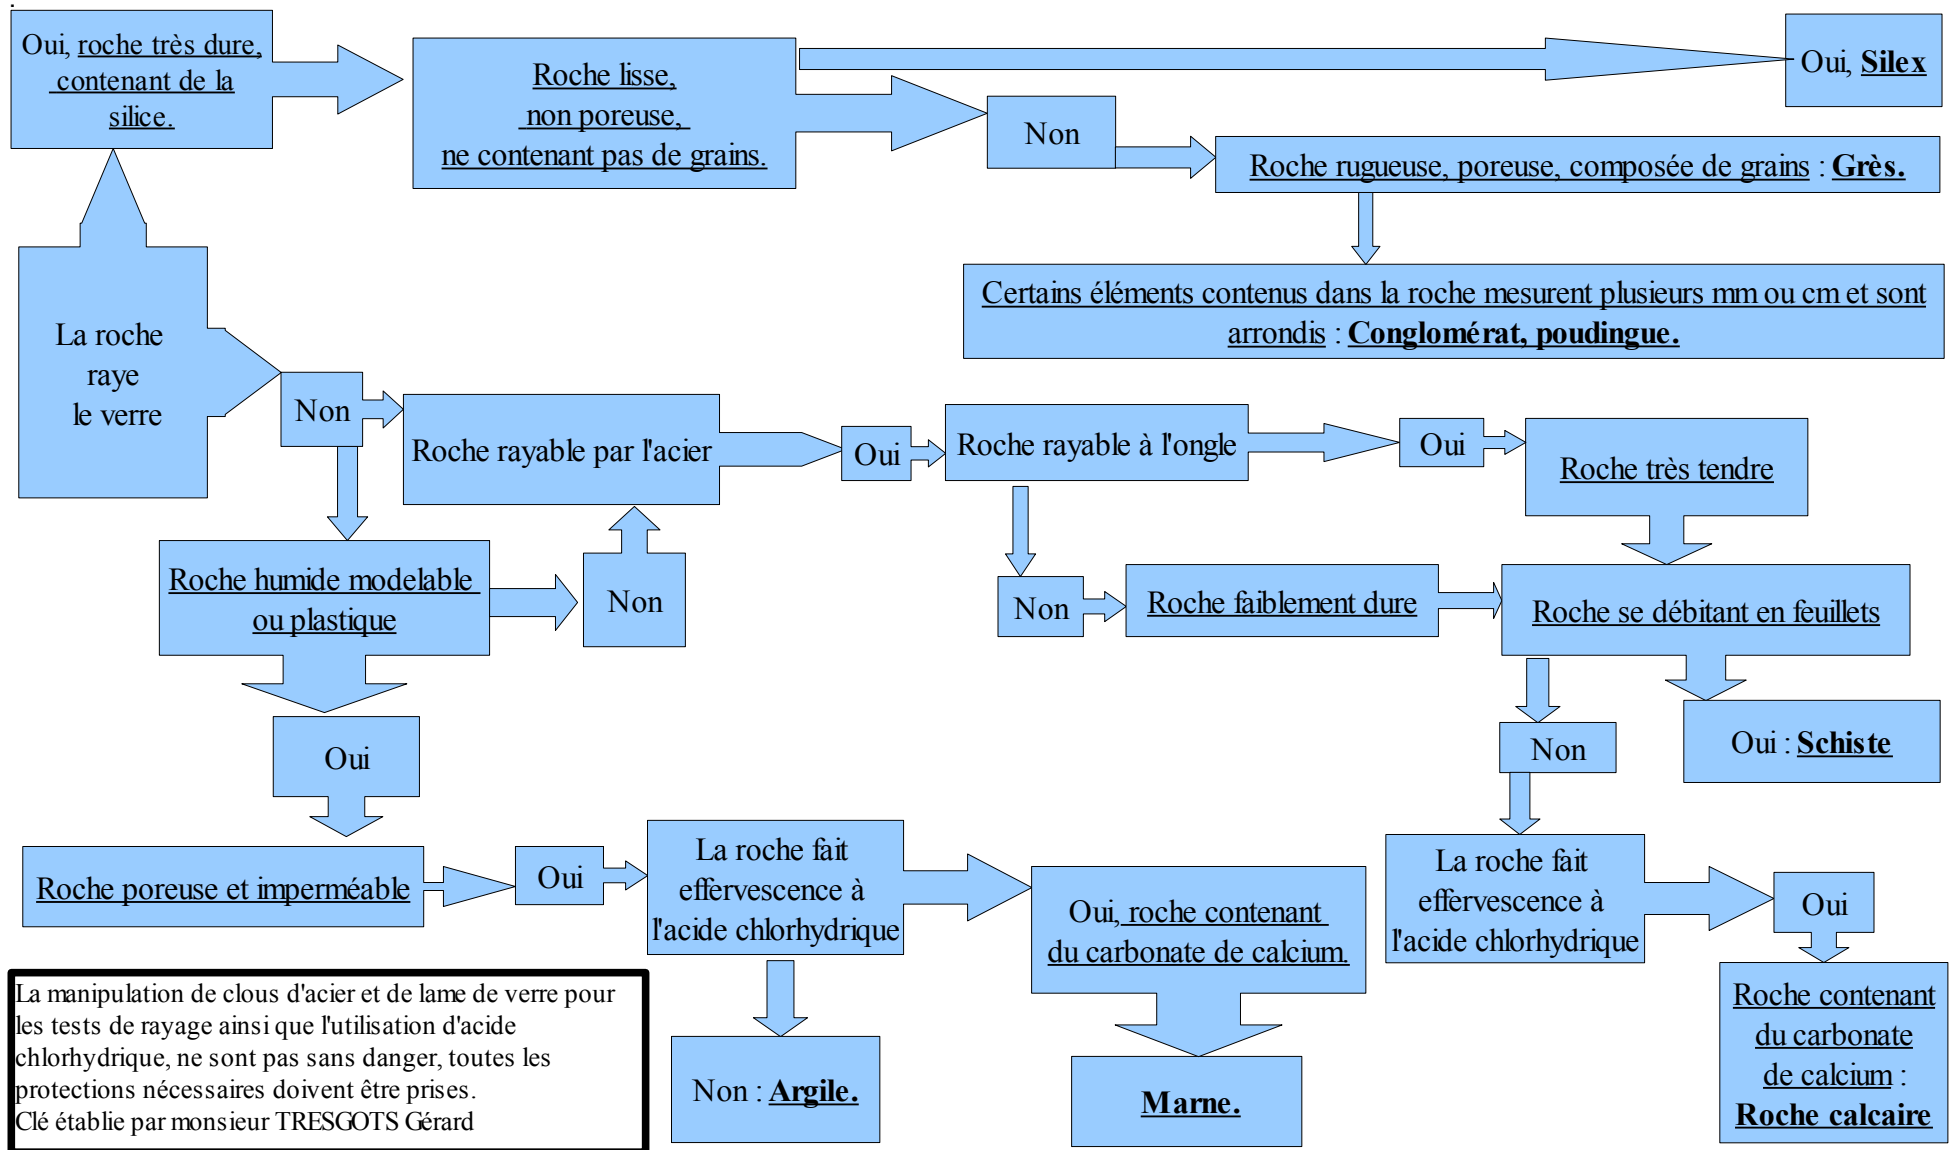 Oui, roche très dure,
contenant de la
silice.
Roche lisse,
non poreuse,
ne contenant pas de grains.
Oui, Silex
Non
Roche rugueuse, poreuse, composée de grains : Grès.
Certains éléments contenus dans la roche mesurent plusieurs mm ou cm et sont
arrondis : Conglomérat, poudingue.
La roche
raye
le verre
Non
Roche rayable par l'acier
Oui
Roche rayable à l'ongle
Oui
Roche très tendre
Roche humide modelable
ou plastique
Non
Non
Roche faiblement dure
Roche se débitant en feuillets
Oui
Non
Oui : Schiste
Roche poreuse et imperméable
Oui
La roche fait
effervescence à
l'acide chlorhydrique
Oui, roche contenant
du carbonate de calcium.
La roche fait
effervescence à
l'acide chlorhydrique
Oui
Non : Argile.
Marne.
Roche contenant
du carbonate
de calcium :
Roche calcaire
La manipulation de clous d'acier et de lame de verre pour
les tests de rayage ainsi que l'utilisation d'acide
chlorhydrique, ne sont pas sans danger, toutes les
protections nécessaires doivent être prises.
Clé établie par monsieur TRESGOTS Gérard